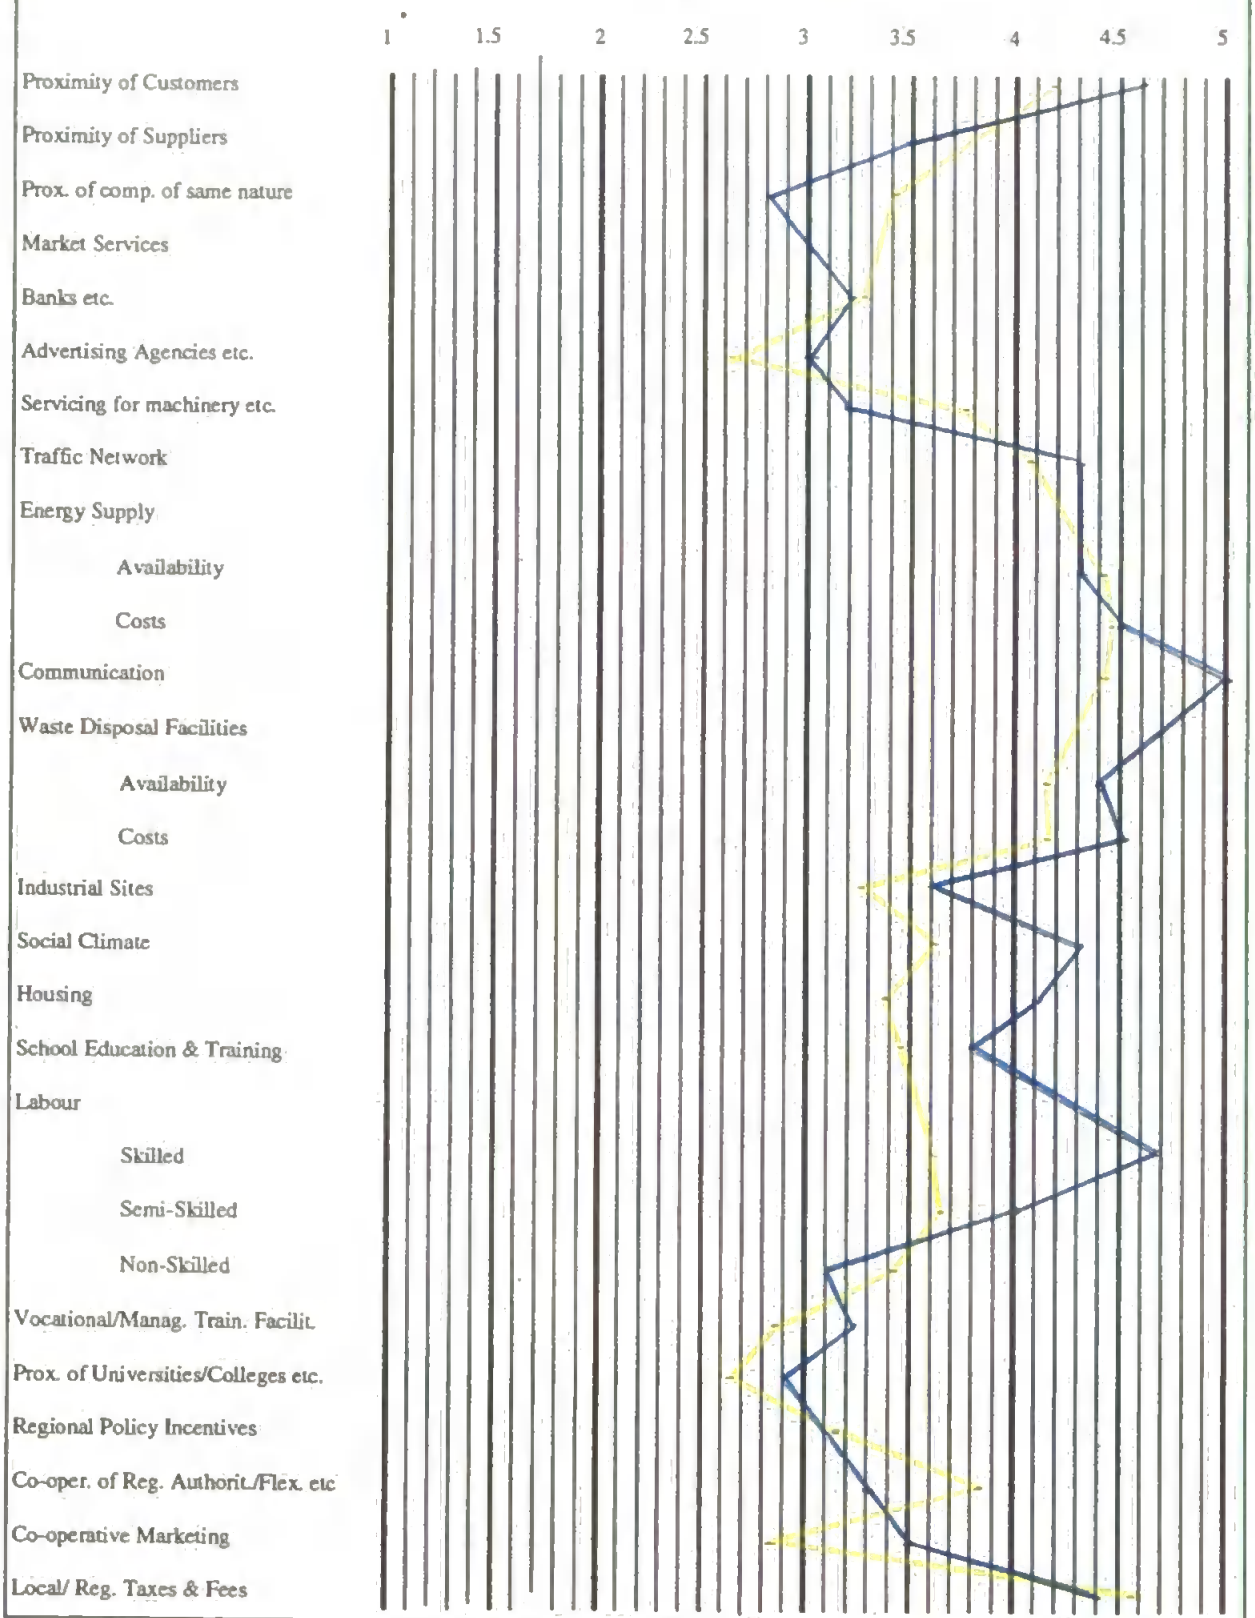 1 1.5 2 2.5 3 3.5 4 4.5 5
Proximity of Customers
Proximity of Suppliers
Prox. of comp. of same nature
Market Services
Banks etc.
Advertising Agencies etc.
Servicing for machinery etc.
Traffic Network
Energy Supply
Availability
Costs
Communication
Waste Disposal Facilities
Availability
Costs
Industrial Sites
Social Climate
Housing
School Education & Training
Labour
Skilled
Semi-Skilled
Non-Skilled
Vocational/Manag. Train. Facilit.
Prox. of Universities/Colleges etc.
Regional Policy Incentives
Co-oper. of Reg. Authorit./Flex. etc
Co-operative Marketing
Local/ Reg. Taxes & Fees